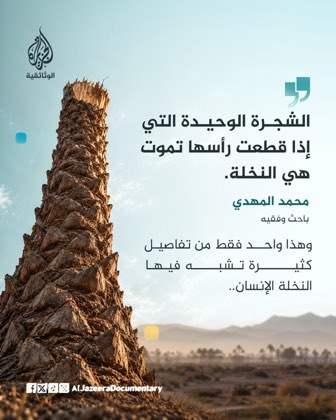 الجزيرة
الوثائقية
الشجرة الوحيدة التي
إذا قطعت رأسها تموت
هي النخلة.
محمد المهدي
باحث وفقيه
وهذا واحد فقط من تفاصيل
كثيرة تشبه فيها
النخلة الإنسان..
AlJazeeraDocumentary